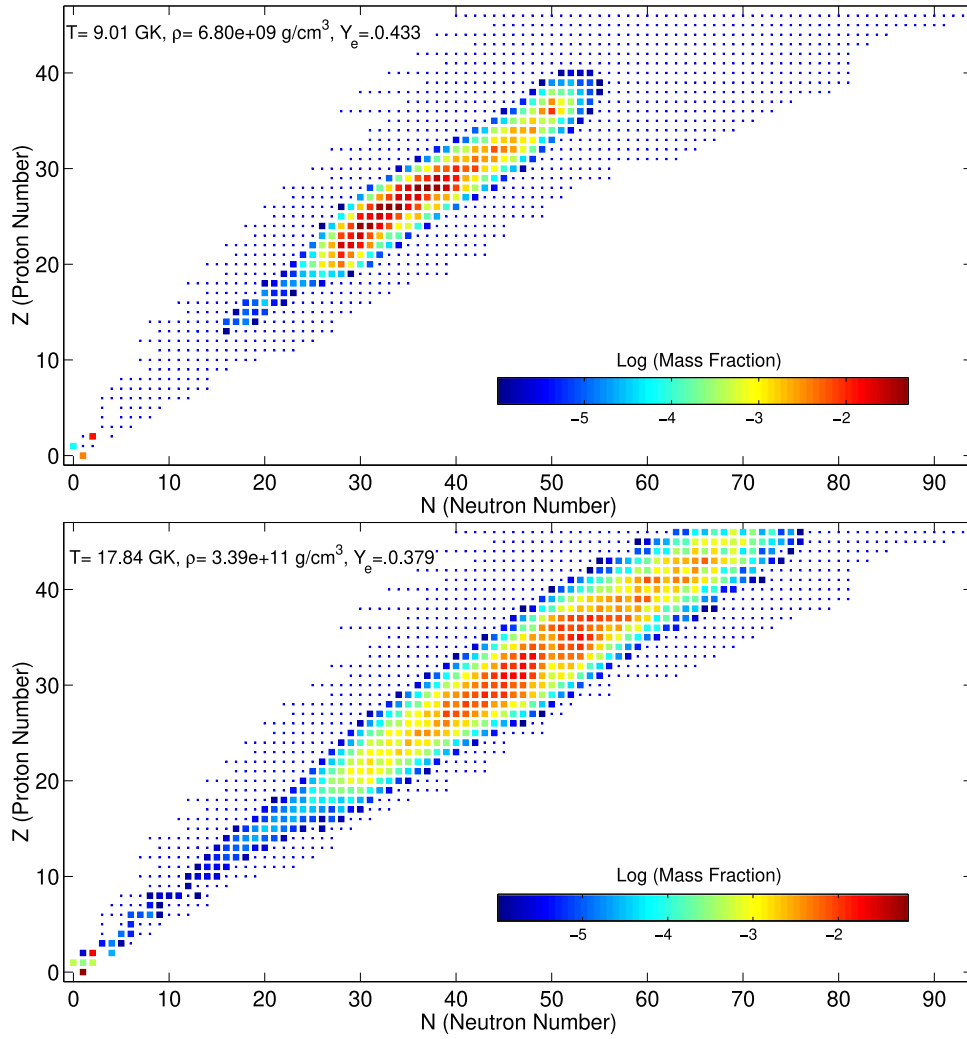 T= 9.01 GK, ρ= 6.80e+09 g/cm³, Yₑ=.0.433
40
30
20
10
0
Z (Proton Number)
Log (Mass Fraction)
−5 −4 −3 −2
0 10 20 30 40 50 60 70 80 90
N (Neutron Number)
T= 17.84 GK, ρ= 3.39e+11 g/cm³, Yₑ=.0.379
40
30
20
10
0
Z (Proton Number)
Log (Mass Fraction)
−5 −4 −3 −2
0 10 20 30 40 50 60 70 80 90
N (Neutron Number)